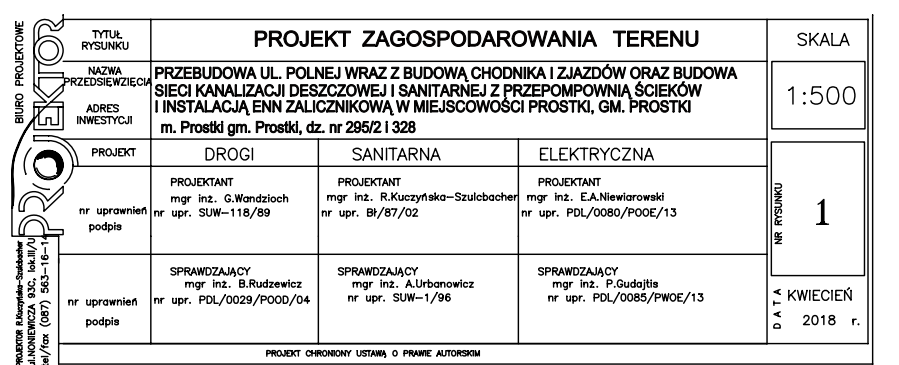 BIURO PROJEKTOWE
PROJEKTOR
PROJEKTOR R.Kuczyńska-Szulcbacher
ul.NONIEWICZA 93C, lok.III/U
tel/fax (087) 563-16-14
TYTUŁ
RYSUNKU
PROJEKT ZAGOSPODAROWANIA TERENU
SKALA
1:500
NAZWA
PRZEDSIĘWZIĘCIA
ADRES
INWESTYCJI
PRZEBUDOWA UL. POLNEJ WRAZ Z BUDOWĄ CHODNIKA I ZJAZDÓW ORAZ BUDOWA
SIECI KANALIZACJI DESZCZOWEJ I SANITARNEJ Z PRZEPOMPOWNIĄ ŚCIEKÓW
I INSTALACJĄ ENN ZALICZNIKOWĄ W MIEJSCOWOŚCI PROSTKI, GM. PROSTKI
m. Prostki gm. Prostki, dz. nr 295/2 i 328
PROJEKT
DROGI
SANITARNA
ELEKTRYCZNA
nr uprawnień
podpis
PROJEKTANT
mgr inż. G.Wandzioch
nr upr. SUW-118/89
PROJEKTANT
mgr inż. R.Kuczyńska-Szulcbacher
nr upr. Bł/87/02
PROJEKTANT
mgr inż. E.A.Niewiarowski
nr upr. PDL/0080/POOE/13
NR RYSUNKU
1
nr uprawnień
podpis
SPRAWDZAJĄCY
mgr inż. B.Rudzewicz
nr upr. PDL/0029/POOD/04
SPRAWDZAJĄCY
mgr inż. A.Urbanowicz
nr upr. SUW-1/96
SPRAWDZAJĄCY
mgr inż. P.Gudajtis
nr upr. PDL/0085/PWOE/13
DATA
KWIECIEŃ
2018 r.
PROJEKT CHRONIONY USTAWĄ O PRAWIE AUTORSKIM